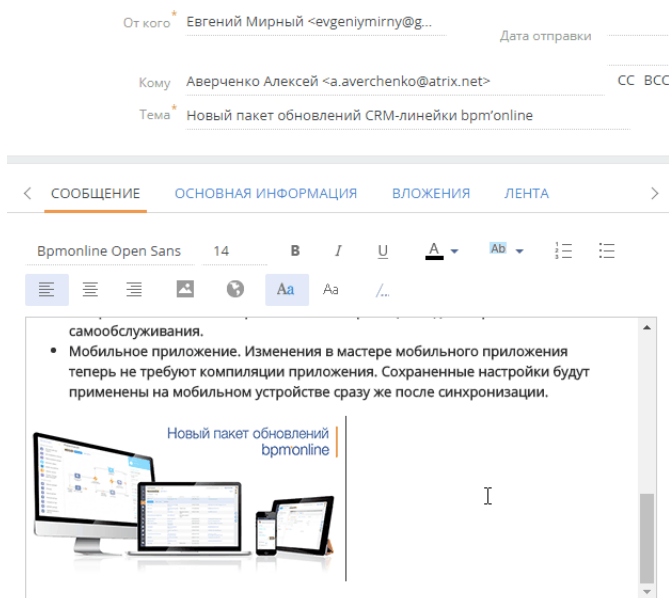 От кого* Евгений Мирный <evgeniymirny@g...
Дата отправки
Кому Аверченко Алексей <a.averchenko@atrix.net> CC BCC
Тема* Новый пакет обновлений CRM-линейки bpm'online
СООБЩЕНИЕ ОСНОВНАЯ ИНФОРМАЦИЯ ВЛОЖЕНИЯ ЛЕНТА
Bpmonline Open Sans 14 B I U A Ab
Aa Aa /...
самообслуживания.
• Мобильное приложение. Изменения в мастере мобильного приложения
теперь не требуют компиляции приложения. Сохраненные настройки будут
применены на мобильном устройстве сразу же после синхронизации.
Новый пакет обновлений
bpmonline